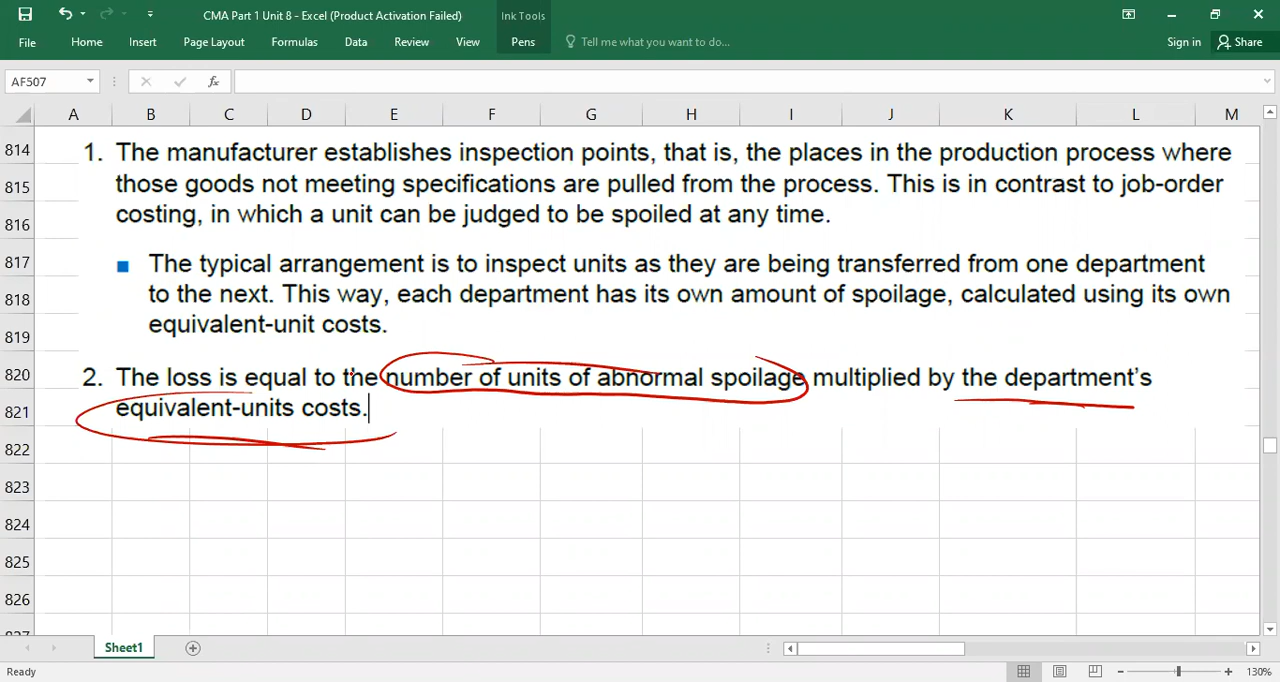 CMA Part 1 Unit 8 - Excel (Product Activation Failed)
Ink Tools
File Home Insert Page Layout Formulas Data Review View Pens Tell me what you want to do... Sign in Share
AF507
fx
A B C D E F G H I J K L M
814 1. The manufacturer establishes inspection points, that is, the places in the production process where
815 those goods not meeting specifications are pulled from the process. This is in contrast to job-order
816 costing, in which a unit can be judged to be spoiled at any time.
817 ■ The typical arrangement is to inspect units as they are being transferred from one department
818 to the next. This way, each department has its own amount of spoilage, calculated using its own
819 equivalent-unit costs.
820 2. The loss is equal to the number of units of abnormal spoilage multiplied by the department's
821 equivalent-units costs.
822
823
824
825
826
827
Sheet1
Ready
130%